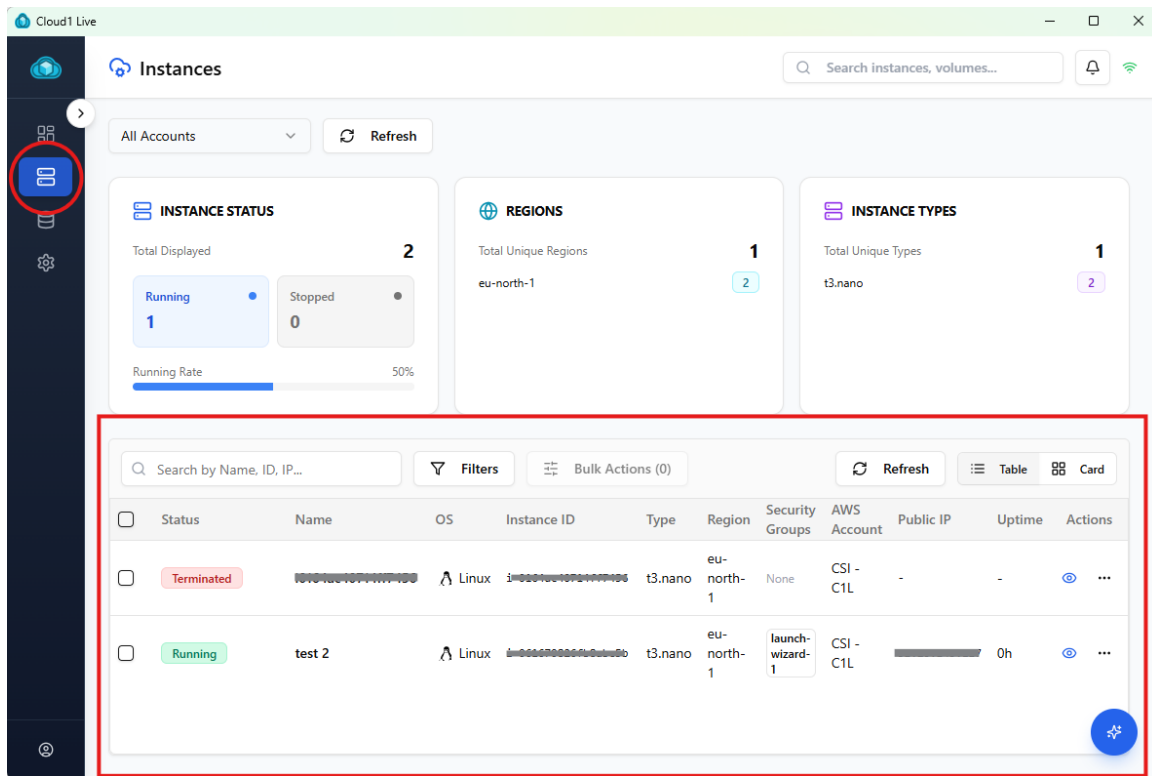 Cloud1 Live
Instances
Search instances, volumes...
All Accounts
Refresh
INSTANCE STATUS
Total Displayed 2
Running
1
Stopped
0
Running Rate 50%
REGIONS
Total Unique Regions 1
eu-north-1 2
INSTANCE TYPES
Total Unique Types 1
t3.nano 2
Search by Name, ID, IP...
Filters
Bulk Actions (0)
Refresh
Table
Card
Status Name OS Instance ID Type Region Security Groups AWS Account Public IP Uptime Actions
Terminated Linux t3.nano eu-north-1 None CSI - C1L - -
Running test 2 Linux t3.nano eu-north-1 launch-wizard-1 CSI - C1L 0h